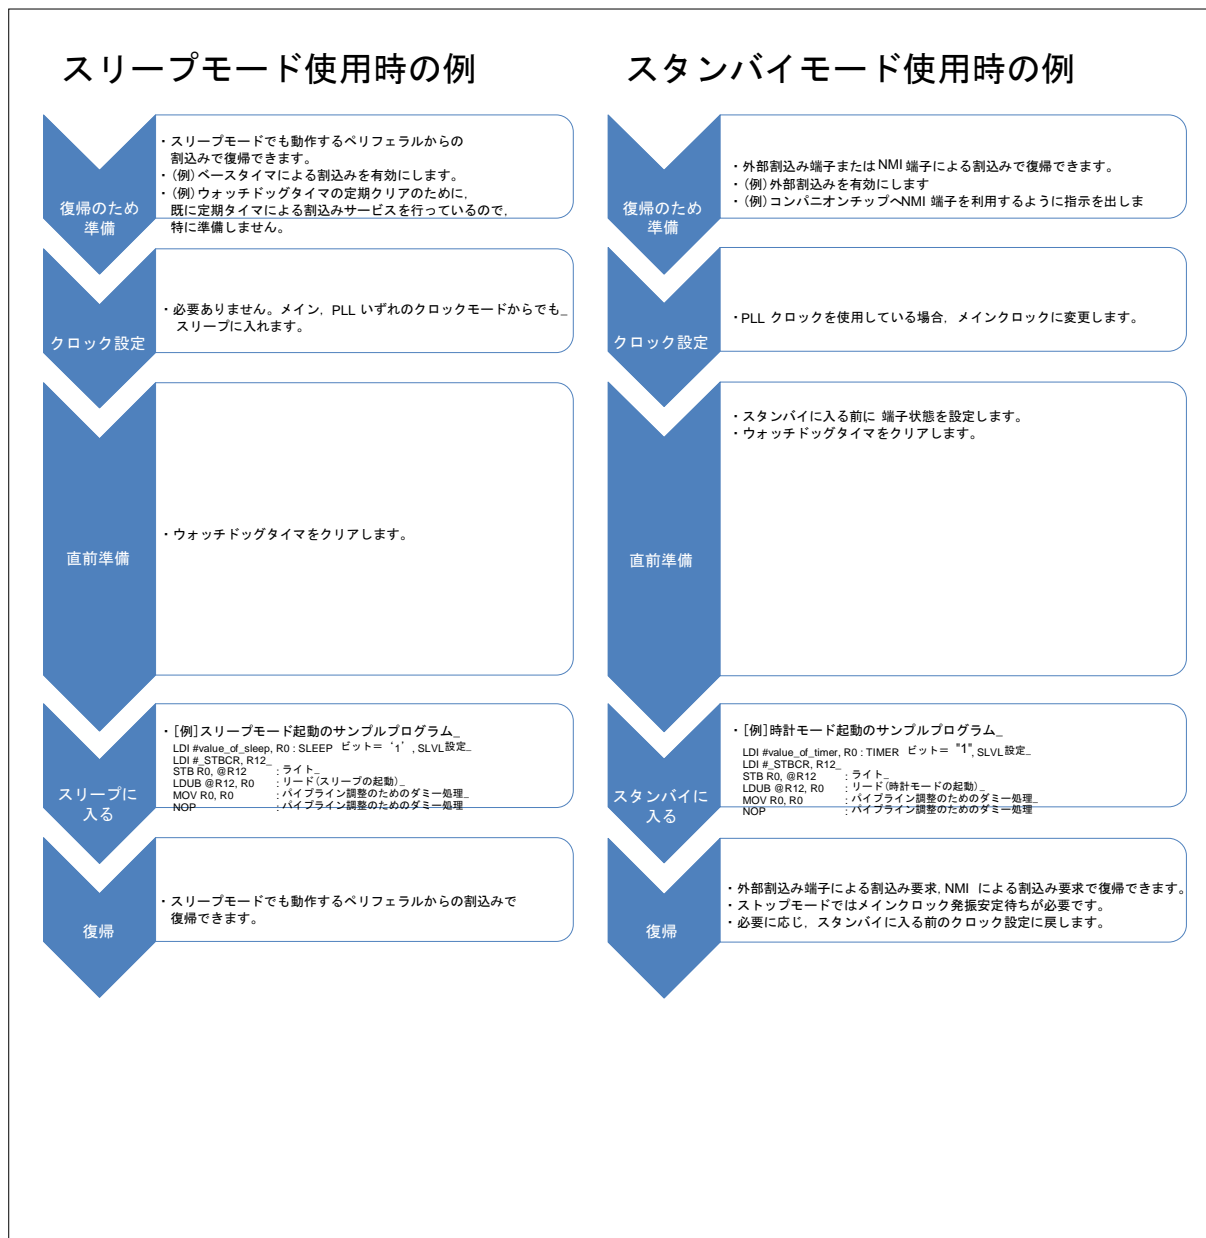 スリープモード使用時の例
復帰のため
準備
・スリープモードでも動作するペリフェラルからの
割込みで復帰できます。
・(例)ベースタイマによる割込みを有効にします。
・(例)ウォッチドッグタイマの定期クリアのために,
既に定期タイマによる割込みサービスを行っているので,
特に準備しません。
クロック設定
・必要ありません。メイン, PLL いずれのクロックモードからでも_
スリープに入れます。
直前準備
・ウォッチドッグタイマをクリアします。
スリープに
入る
・[例]スリープモード起動のサンプルプログラム_
LDI #value_of_sleep, R0 : SLEEP ビット＝‘1’, SLVL設定_
LDI #_STBCR, R12_
STB R0, @R12 : ライト_
LDUB @R12, R0 : リード(スリープの起動)_
MOV R0, R0 : パイプライン調整のためのダミー処理_
NOP : パイプライン調整のためのダミー処理
復帰
・スリープモードでも動作するペリフェラルからの割込みで
復帰できます。
スタンバイモード使用時の例
復帰のため
準備
・外部割込み端子または NMI 端子による割込みで復帰できます。
・(例)外部割込みを有効にします
・(例)コンパニオンチップへNMI 端子を利用するように指示を出しま
クロック設定
・PLL クロックを使用している場合, メインクロックに変更します。
直前準備
・スタンバイに入る前に 端子状態を設定します。
・ウォッチドッグタイマをクリアします。
スタンバイに
入る
・[例]時計モード起動のサンプルプログラム_
LDI #value_of_timer, R0 : TIMER ビット＝ "1", SLVL設定_
LDI #_STBCR, R12_
STB R0, @R12 : ライト_
LDUB @R12, R0 : リード(時計モードの起動)_
MOV R0, R0 : パイプライン調整のためのダミー処理_
NOP : パイプライン調整のためのダミー処理
復帰
・外部割込み端子による割込み要求, NMI による割込み要求で復帰できます。
・ストップモードではメインクロック発振安定待ちが必要です。
・必要に応じ, スタンバイに入る前のクロック設定に戻します。